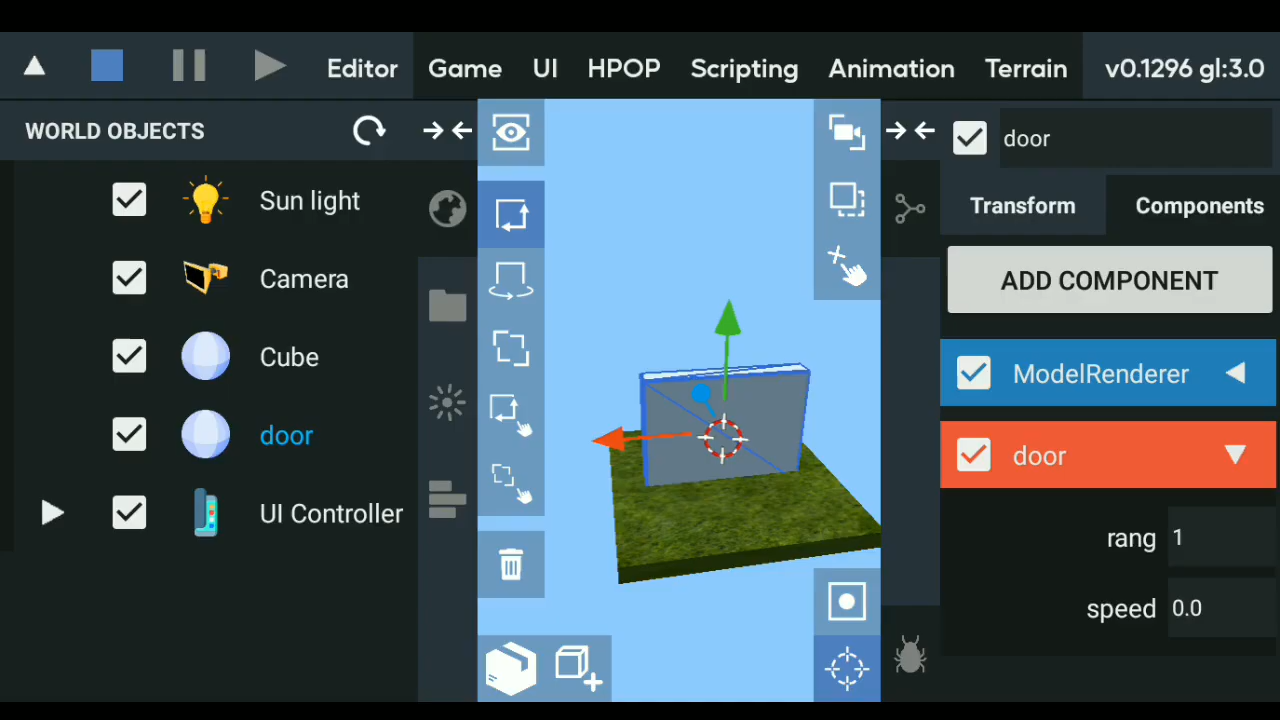 Editor Game UI HPOP Scripting Animation Terrain v0.1296 gl:3.0
WORLD OBJECTS
door
Sun light
Camera
Cube
door
UI Controller
Transform Components
ADD COMPONENT
ModelRenderer
door
rang 1
speed 0.0